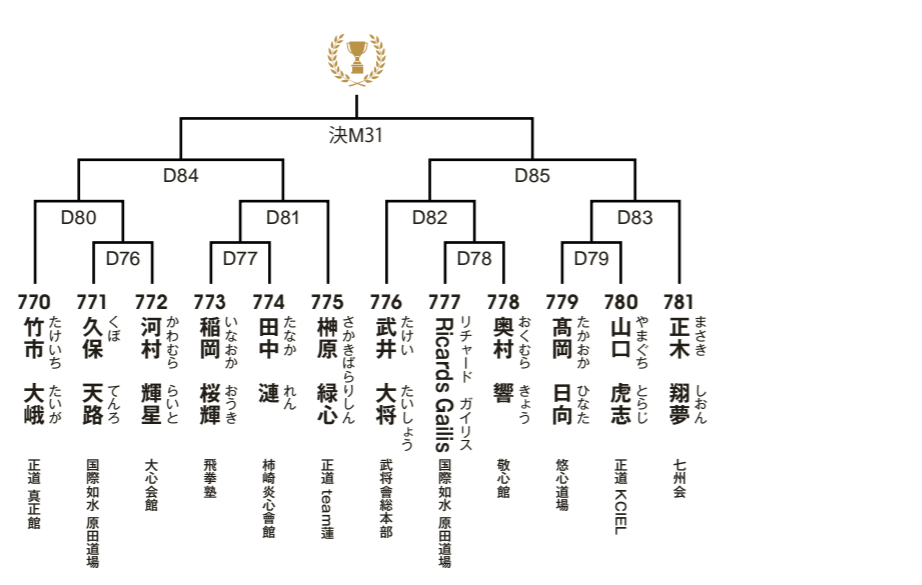 決M31
D84
D85
D80
D81
D82
D83
D76
D77
D78
D79
770
771
772
773
774
775
776
777
778
779
780
781
竹市 大峨
たけいち たいが
正道 真正館
久保 天路
くぼ てんろ
国際如水 原田道場
河村 輝星
かわむら らいと
大心会館
稲岡 桜輝
いなおか おうき
飛拳塾
田中 漣
たなか れん
柿崎炎心會館
榊原 緑心
さかきばら りしん
正道 team蓮
武井 大将
たけい たいしょう
武将會総本部
Ricards Gailis
リチャード ガイリス
国際如水 原田道場
奥村 響
おくむら きょう
敬心館
髙岡 日向
たかおか ひなた
悠心道場
山口 虎志
やまぐち とらじ
正道 KCIEL
正木 翔夢
まさき しおん
七州会